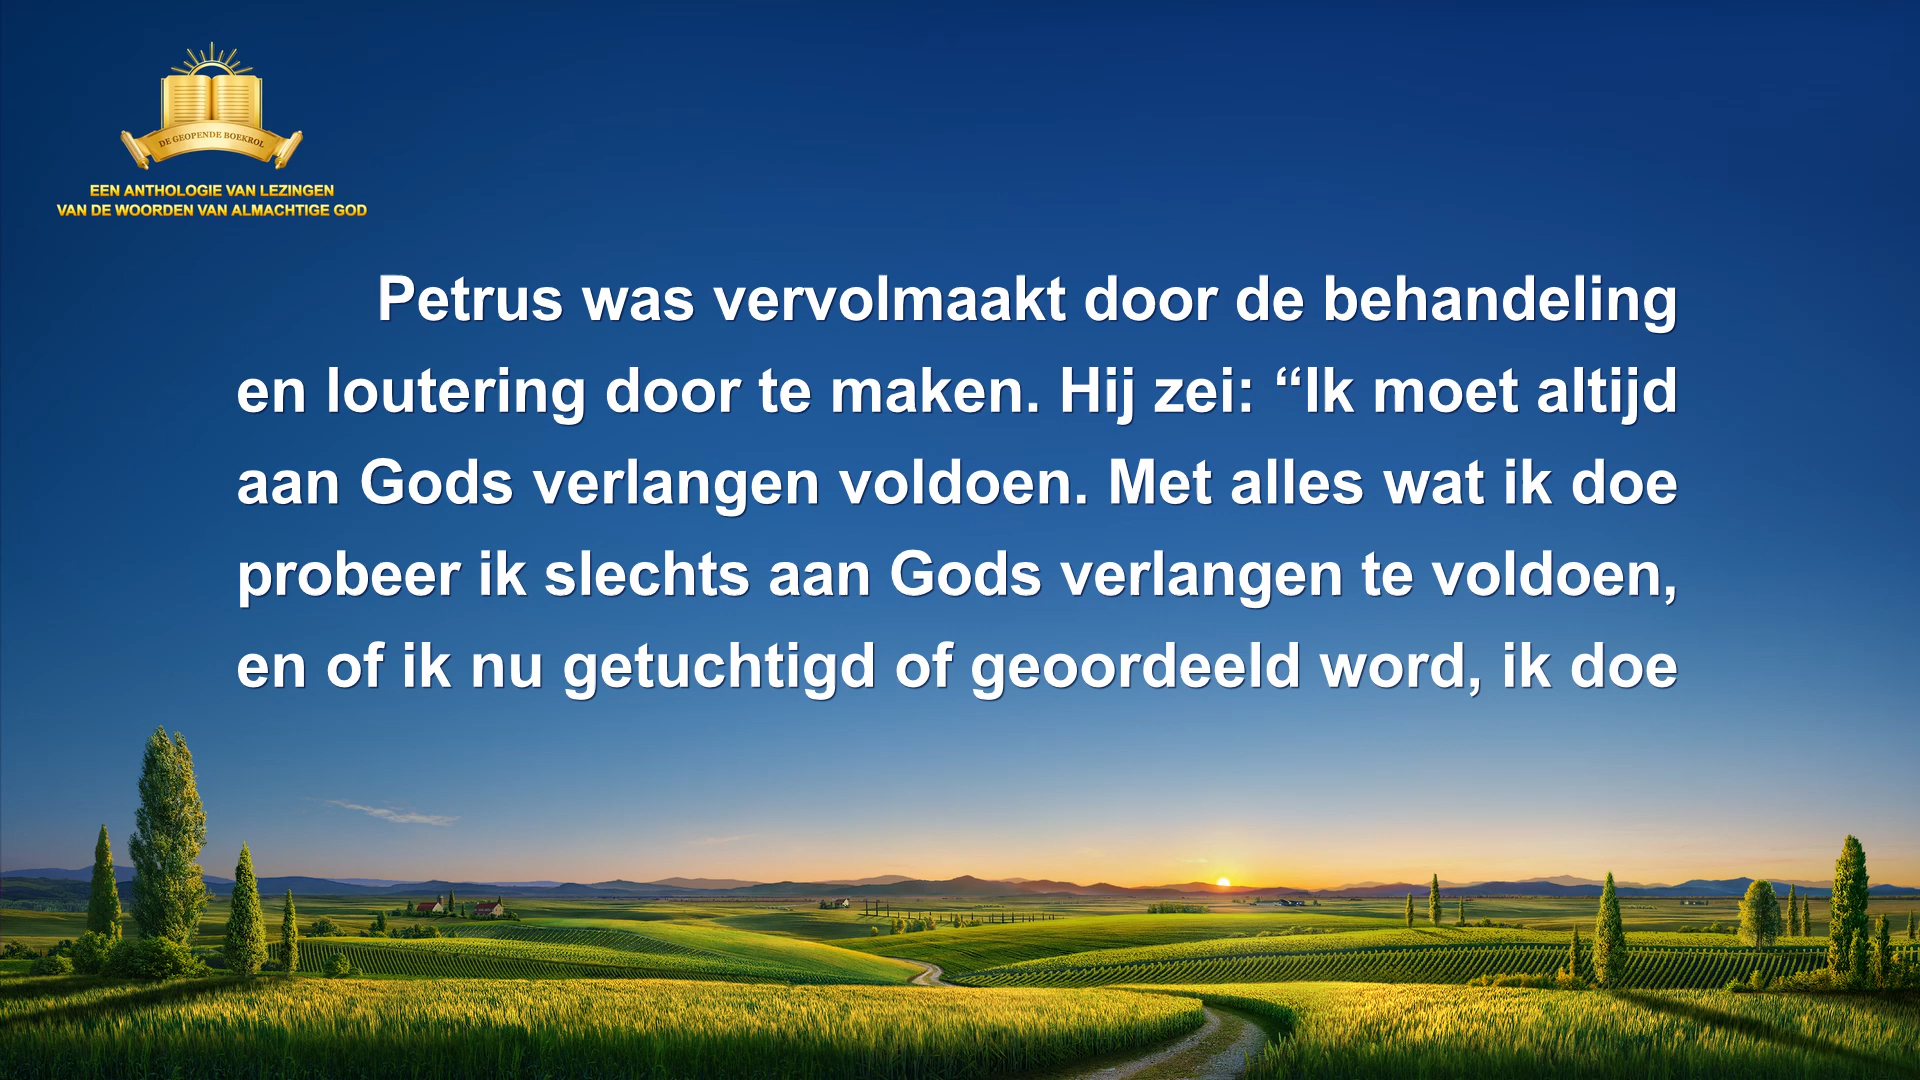 DE GEOPENDE BOEKROL
EEN ANTHOLOGIE VAN LEZINGEN
VAN DE WOORDEN VAN ALMACHTIGE GOD
Petrus was vervolmaakt door de behandeling
en loutering door te maken. Hij zei: “Ik moet altijd
aan Gods verlangen voldoen. Met alles wat ik doe
probeer ik slechts aan Gods verlangen te voldoen,
en of ik nu getuchtigd of geoordeeld word, ik doe